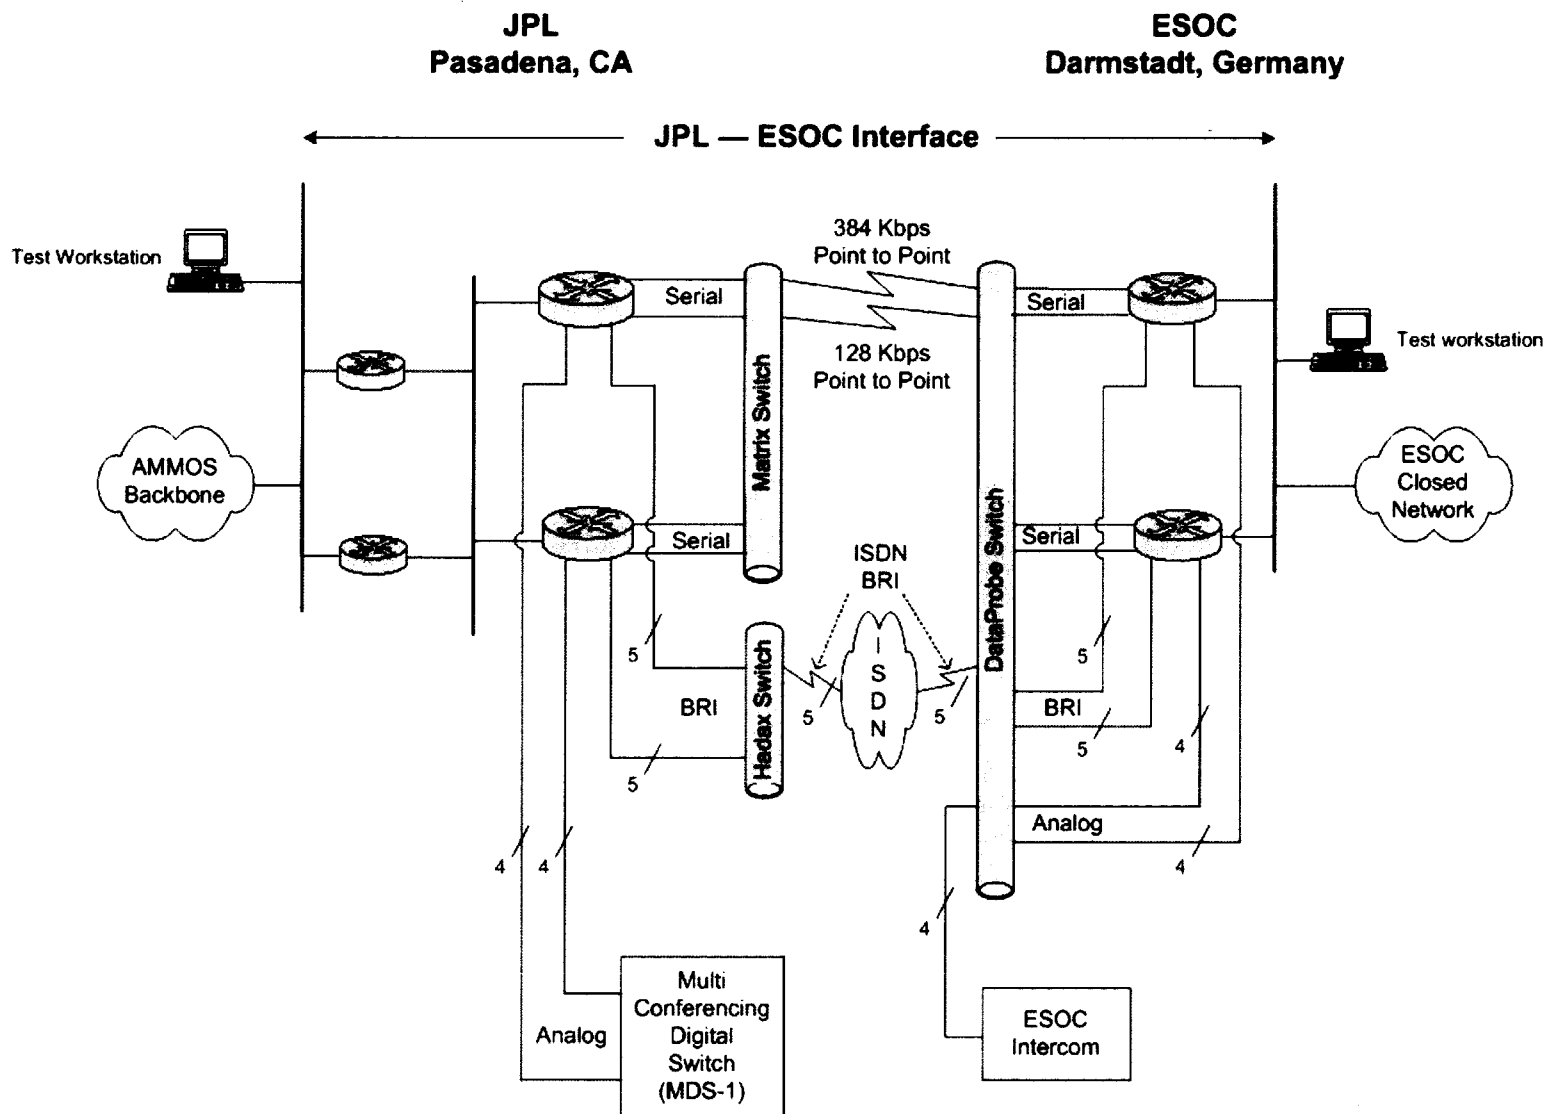 JPL
Pasadena, CA
ESOC
Darmstadt, Germany
JPL — ESOC Interface
Test Workstation
384 Kbps
Point to Point
Serial
Serial
128 Kbps
Point to Point
Test workstation
Matrix Switch
AMMOS
Backbone
ESOC
Closed
Network
Serial
Serial
DataProbe Switch
ISDN
BRI
Hadax Switch
I
S
D
N
5
5
BRI
5
5
5
BRI
5
4
Analog
4
4
4
4
Multi
Conferencing
Digital
Switch
(MDS-1)
Analog
ESOC
Intercom